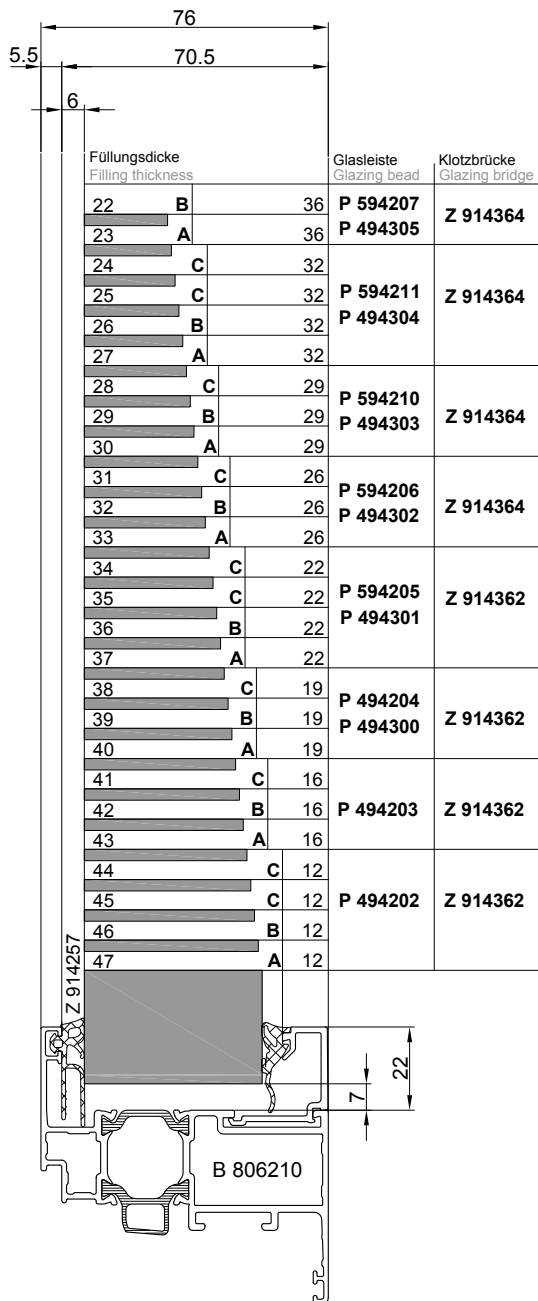 76
5.5 70.5
6
Füllungsdicke Glasleiste Klotzbrücke
Filling thickness Glazing bead Glazing bridge
22 B 36 P 594207 Z 914364
23 A 36 P 494305
24 C 32
25 C 32 P 594211 Z 914364
26 B 32 P 494304
27 A 32
28 C 29 P 594210
29 B 29 P 494303 Z 914364
30 A 29
31 C 26 P 594206
32 B 26 P 494302 Z 914364
33 A 26
34 C 22
35 C 22 P 594205 Z 914362
36 B 22 P 494301
37 A 22
38 C 19 P 494204
39 B 19 P 494300 Z 914362
40 A 19
41 C 16
42 B 16 P 494203 Z 914362
43 A 16
44 C 12
45 C 12 P 494202 Z 914362
46 B 12
47 A 12
Z 914257
22
7
B 806210